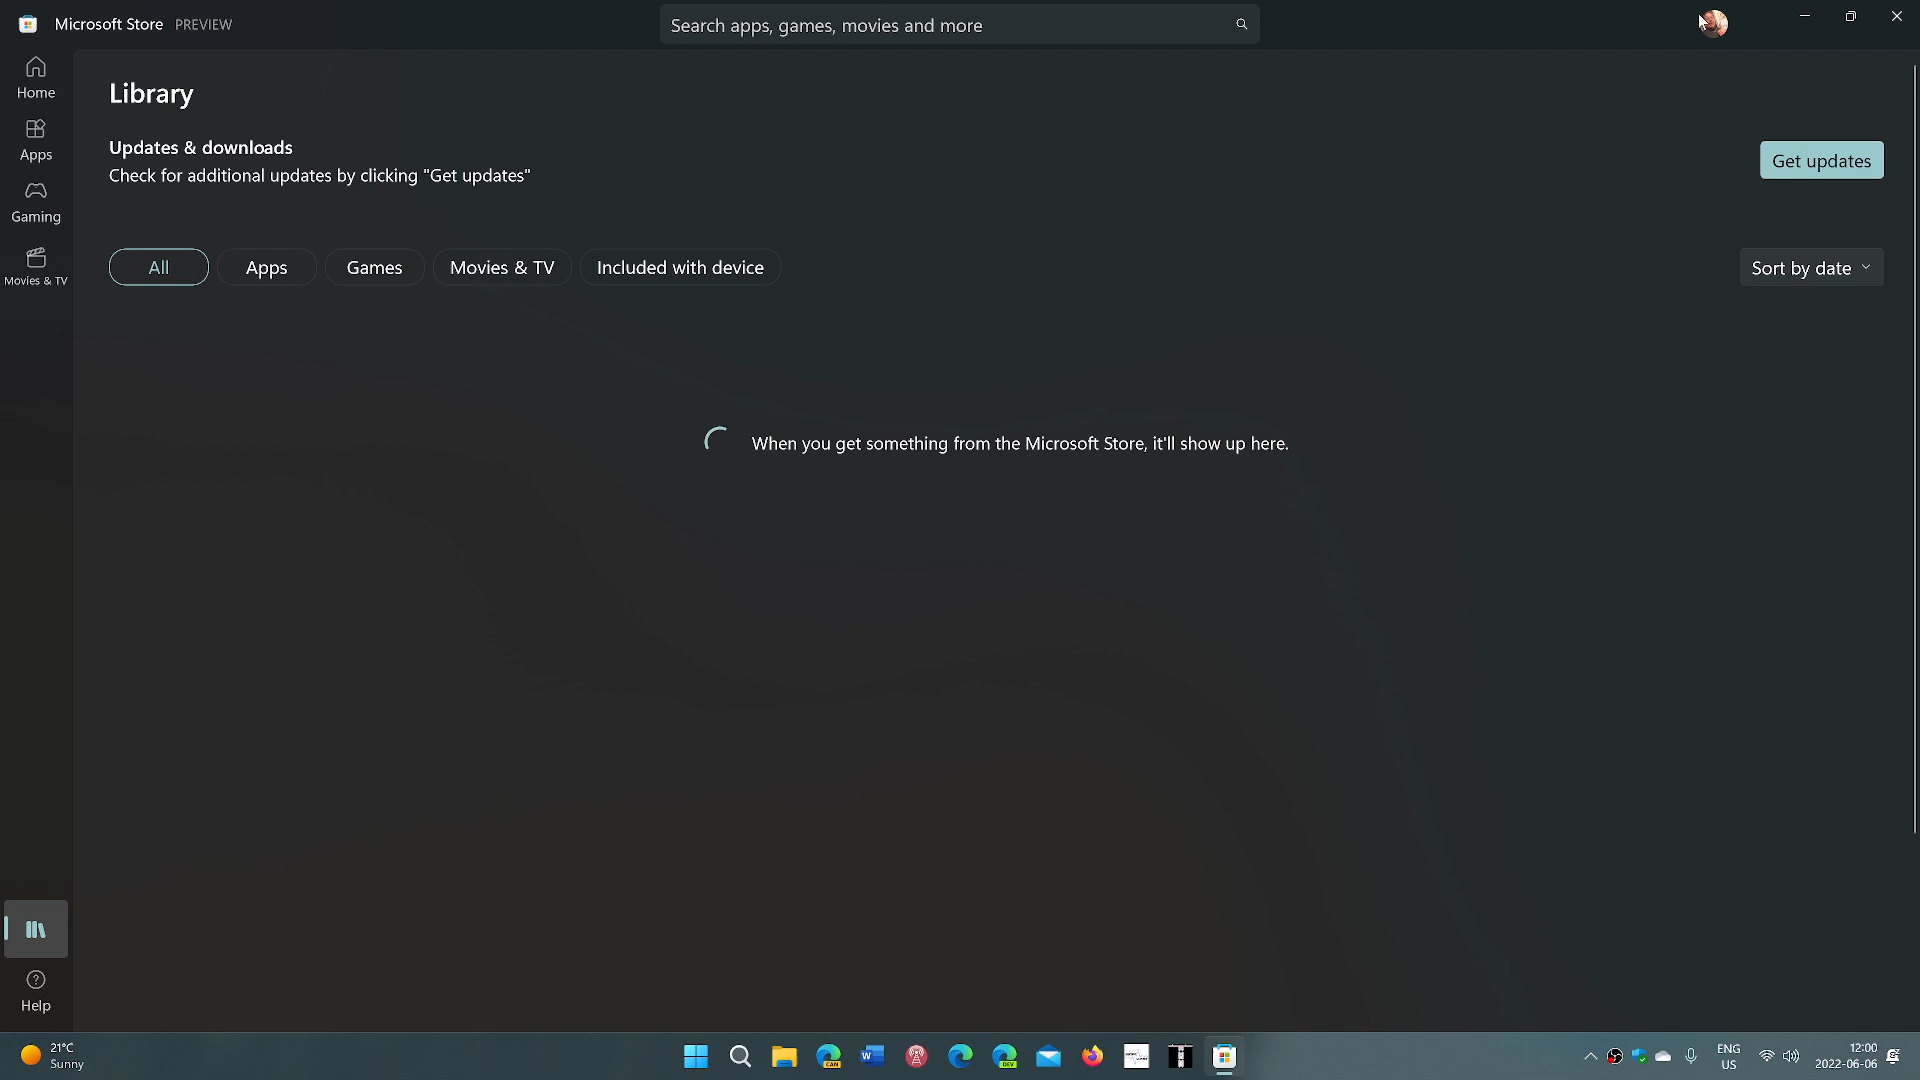 Microsoft Store PREVIEW
Search apps, games, movies and more
Home
Apps
Gaming
Movies & TV
Library
Updates & downloads
Check for additional updates by clicking "Get updates"
Get updates
All
Apps
Games
Movies & TV
Included with device
Sort by date
When you get something from the Microsoft Store, it'll show up here.
Help
21°C
Sunny
CAN
W
DEV
ENG
US
12:00
2022-06-06